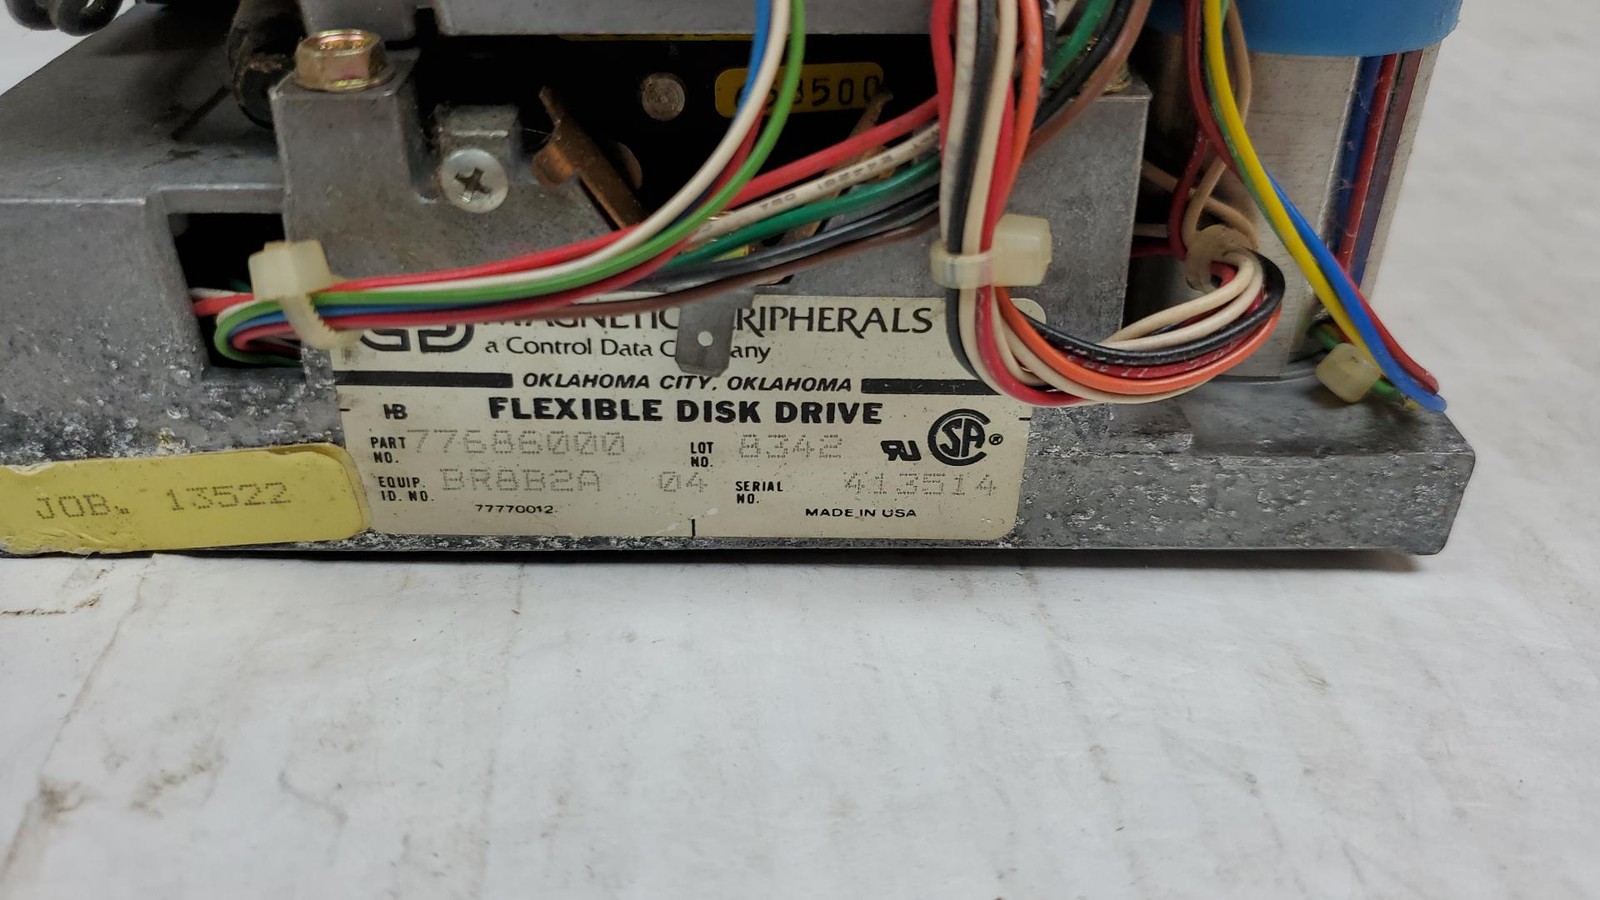 MAGNETIC PERIPHERALS
a Control Data Company
OKLAHOMA CITY, OKLAHOMA
HB FLEXIBLE DISK DRIVE
PART NO. 77686000 LOT NO. 8342
EQUIP. ID. NO. BR8B2A 04 SERIAL NO. 413514
77770012 MADE IN USA
JOB. 13522